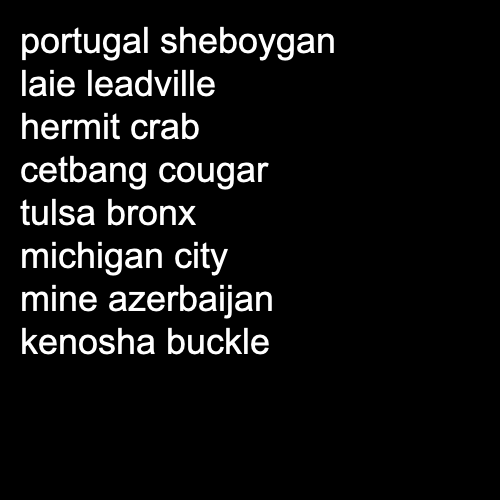 portugal sheboygan
laie leadville
hermit crab
cetbang cougar
tulsa bronx
michigan city
mine azerbaijan
kenosha buckle